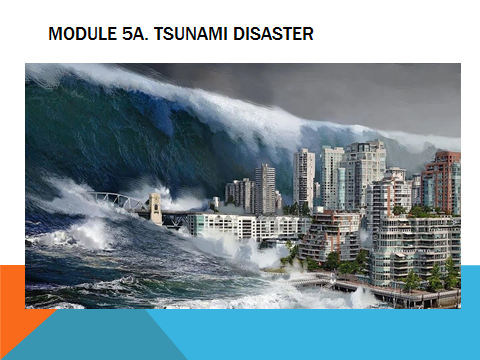 MODULE 5A. TSUNAMI DISASTER